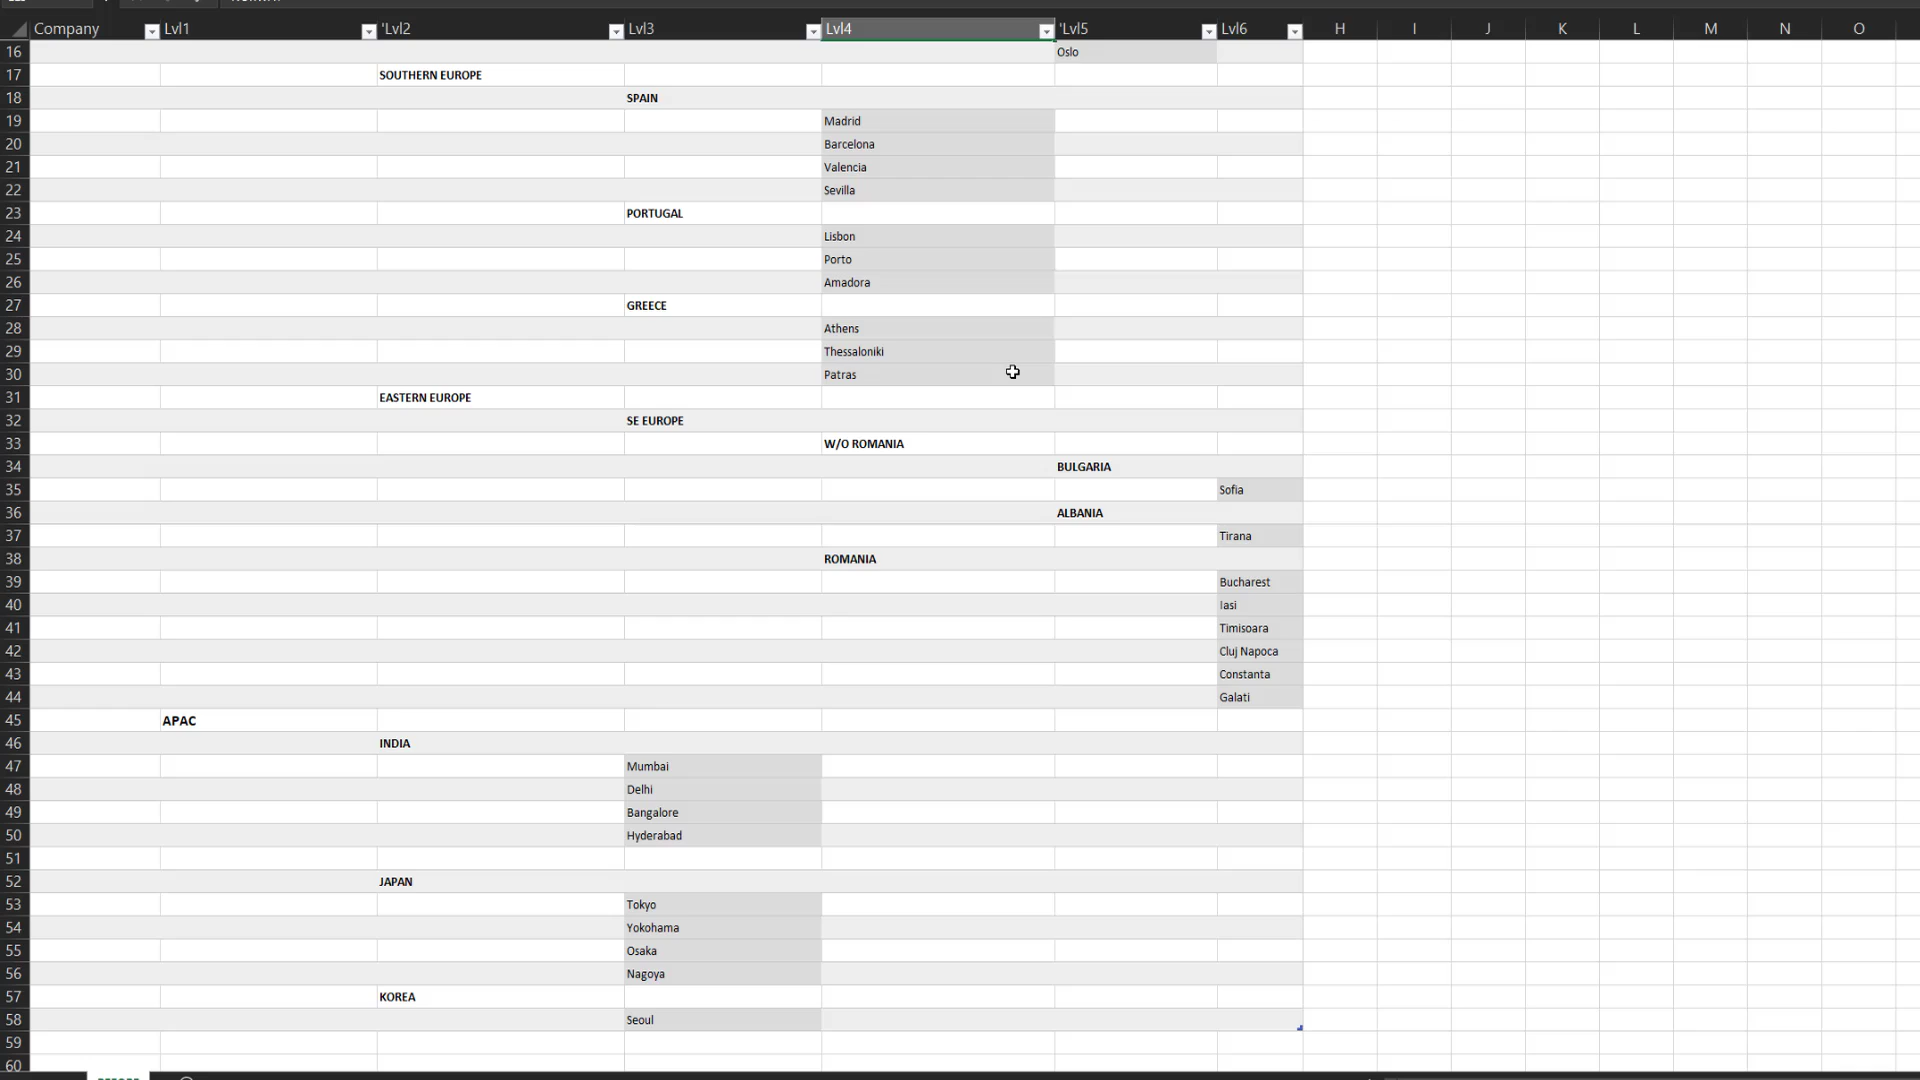 Company Lvl1 'Lvl2 Lvl3 Lvl4 'Lvl5 Lvl6 H I J K L M N O
16 Oslo
17 SOUTHERN EUROPE
18 SPAIN
19 Madrid
20 Barcelona
21 Valencia
22 Sevilla
23 PORTUGAL
24 Lisbon
25 Porto
26 Amadora
27 GREECE
28 Athens
29 Thessaloniki
30 Patras
31 EASTERN EUROPE
32 SE EUROPE
33 W/O ROMANIA
34 BULGARIA
35 Sofia
36 ALBANIA
37 Tirana
38 ROMANIA
39 Bucharest
40 Iasi
41 Timisoara
42 Cluj Napoca
43 Constanta
44 Galati
45 APAC
46 INDIA
47 Mumbai
48 Delhi
49 Bangalore
50 Hyderabad
51
52 JAPAN
53 Tokyo
54 Yokohama
55 Osaka
56 Nagoya
57 KOREA
58 Seoul
59
60